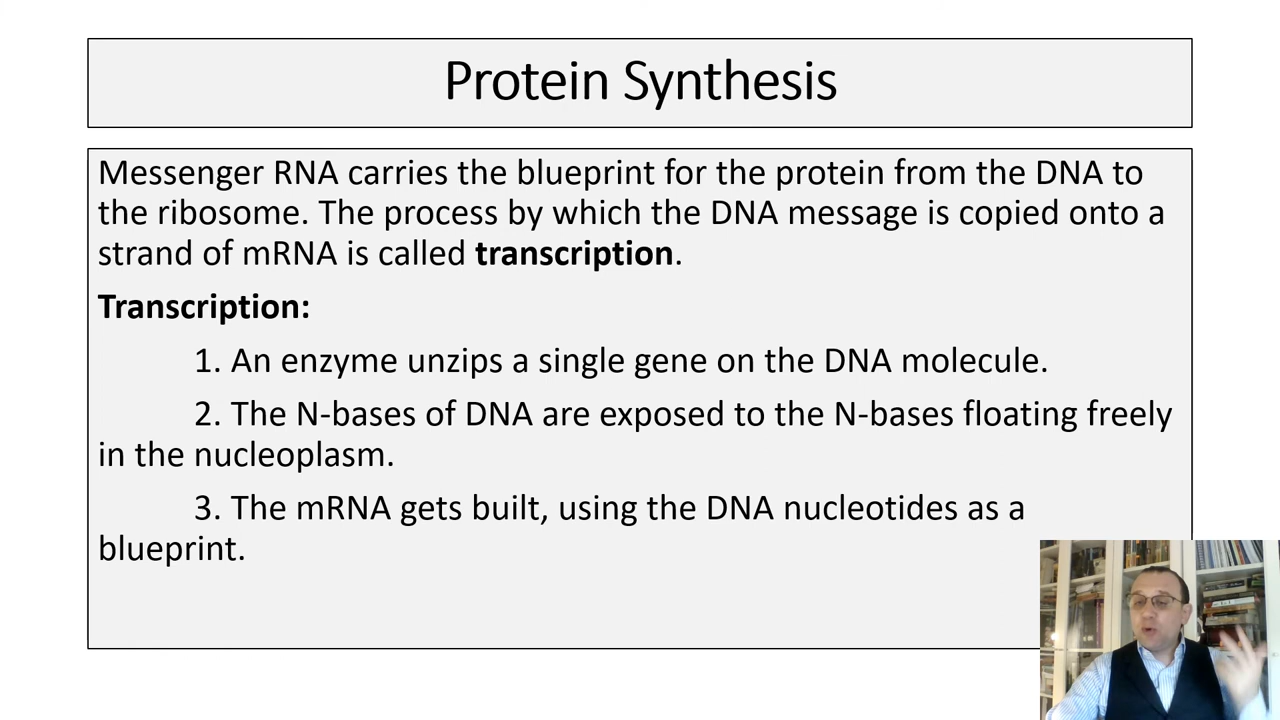 Protein Synthesis
Messenger RNA carries the blueprint for the protein from the DNA to
the ribosome. The process by which the DNA message is copied onto a
strand of mRNA is called transcription.
Transcription:
1. An enzyme unzips a single gene on the DNA molecule.
2. The N-bases of DNA are exposed to the N-bases floating freely
in the nucleoplasm.
3. The mRNA gets built, using the DNA nucleotides as a
blueprint.